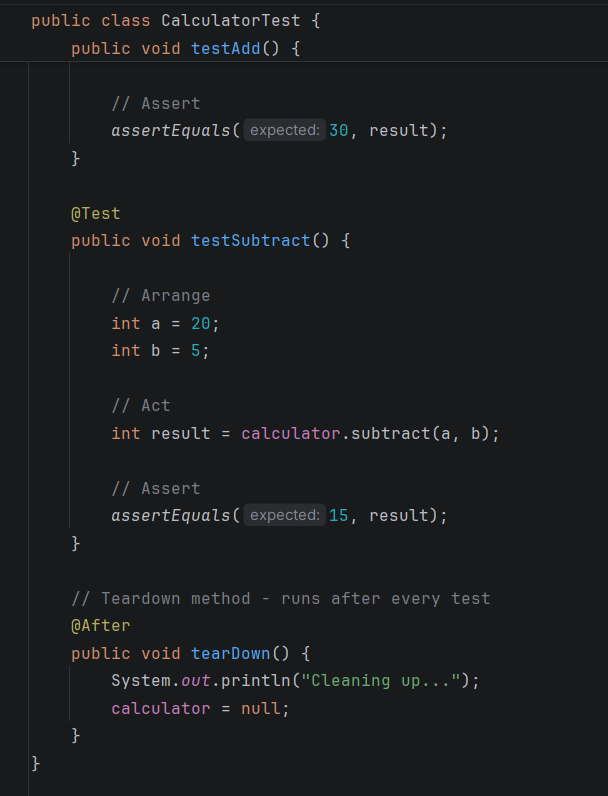 public class CalculatorTest {
    public void testAdd() {

        // Assert
        assertEquals( expected: 30, result);
    }

    @Test
    public void testSubtract() {

        // Arrange
        int a = 20;
        int b = 5;

        // Act
        int result = calculator.subtract(a, b);

        // Assert
        assertEquals( expected: 15, result);
    }

    // Teardown method - runs after every test
    @After
    public void tearDown() {
        System.out.println("Cleaning up...");
        calculator = null;
    }
}